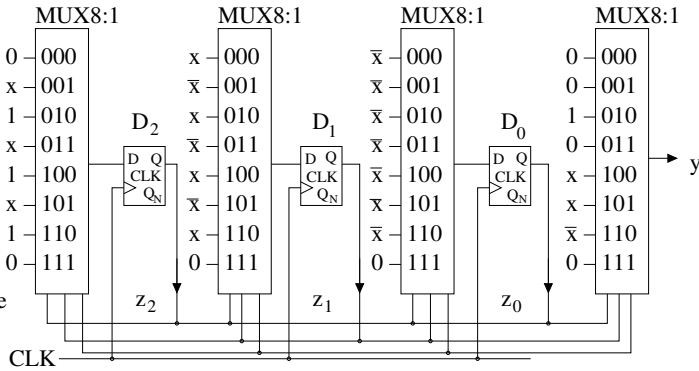 MUX8:1 MUX8:1 MUX8:1 MUX8:1
0 000 x 000 x̅ 000 0 000
x 001 x̅ 001 x̅ 001 0 001
1 010 x 010 x̅ 010 1 010
D2 D1 D0
x 011 x̅ 011 x̅ 011 0 011
D Q D Q D Q
y
1 100 x 100 x̅ 100 x 100
CLK CLK CLK
x 101 x̅ 101 x 101 x 101
QN QN QN
1 110 x 110 x̅ 110 x̅ 110
0 111 0 111 0 111 0 111
e z2 z1 z0
CLK